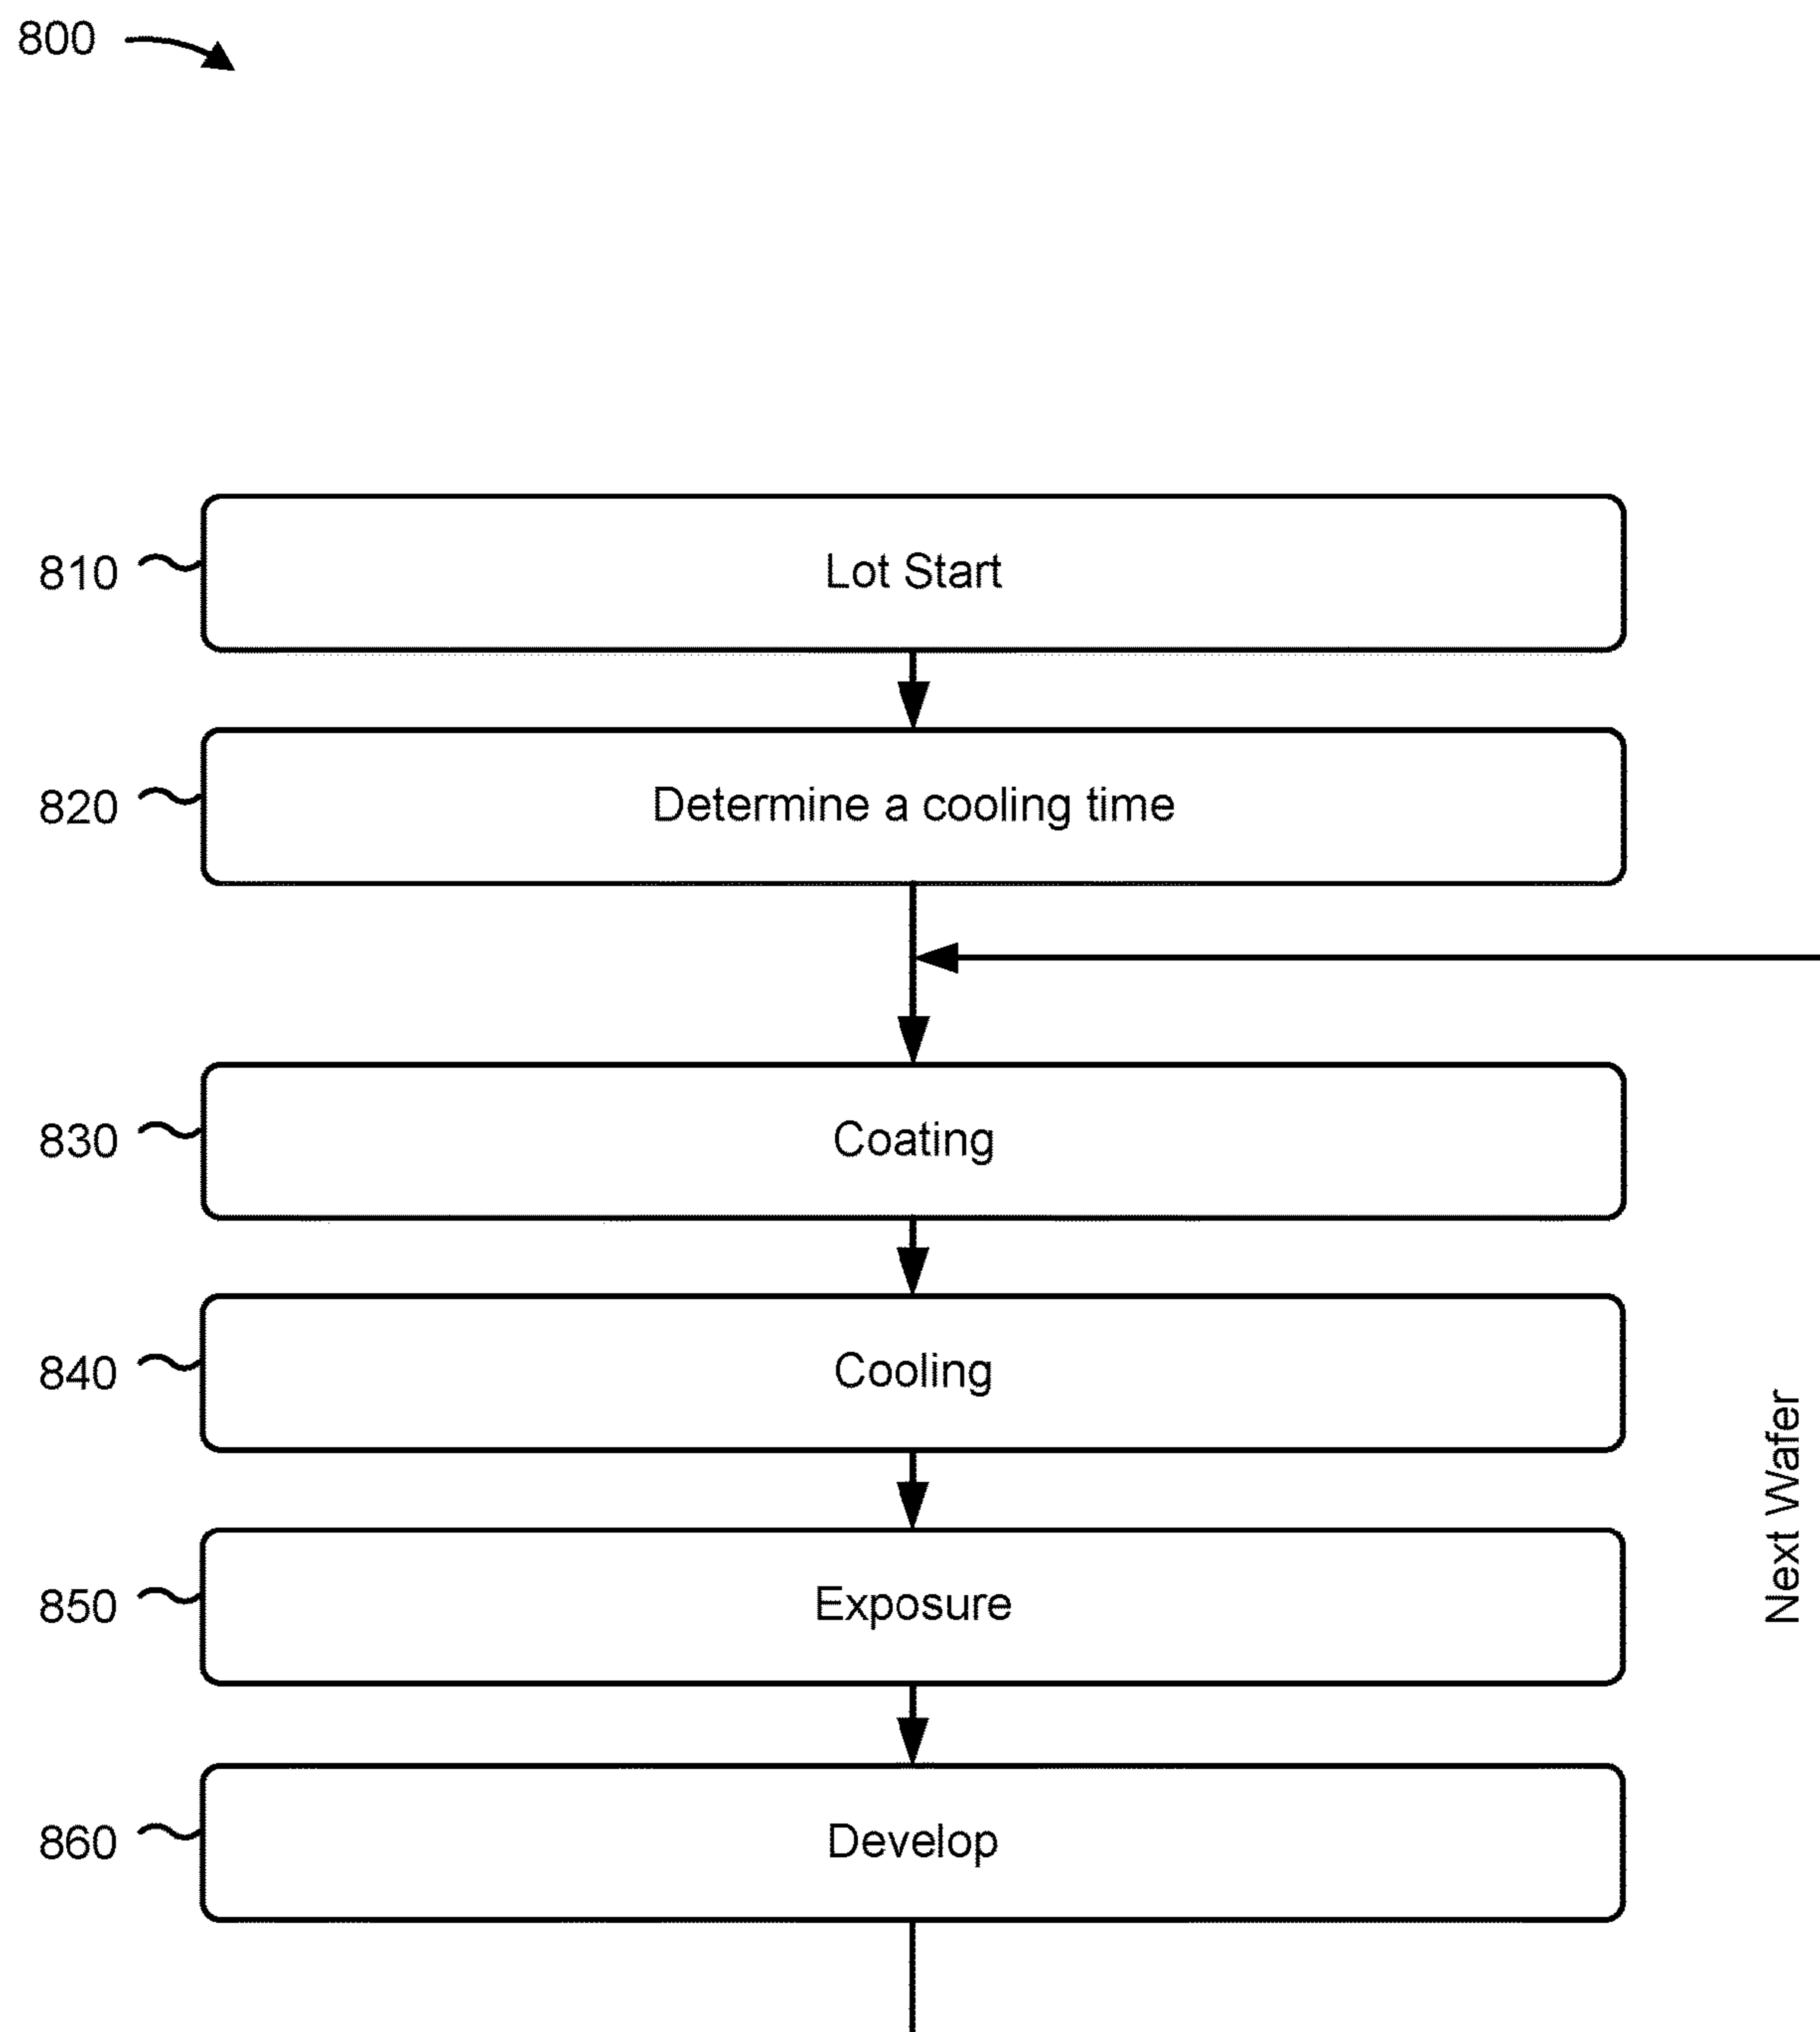 800
810
Lot Start
820
Determine a cooling time
830
Coating
840
Cooling
Next Wafer
850
Exposure
860
Develop